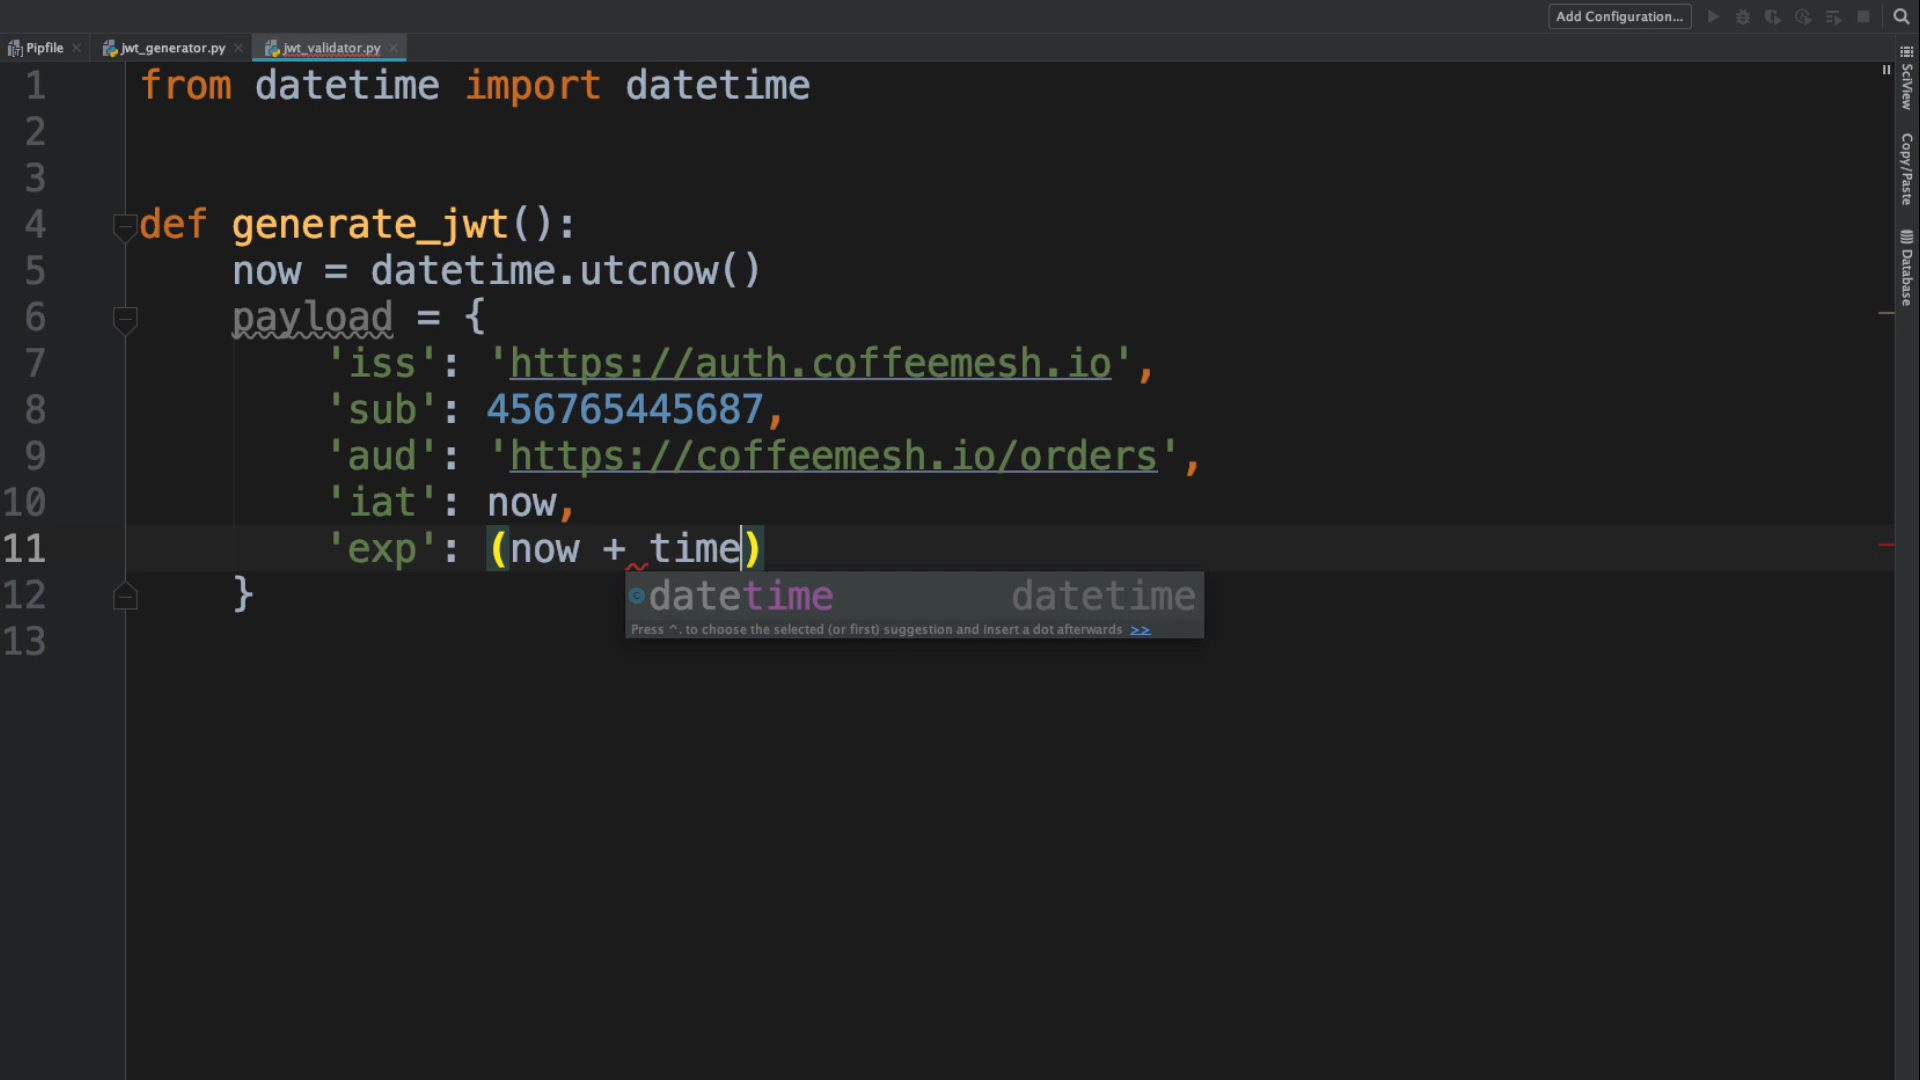 Add Configuration...
Pipfile
jwt_generator.py
jwt_validator.py
1 from datetime import datetime
2
3
4 def generate_jwt():
5 now = datetime.utcnow()
6 payload = {
7 'iss': 'https://auth.coffeemesh.io',
8 'sub': 456765445687,
9 'aud': 'https://coffeemesh.io/orders',
10 'iat': now,
11 'exp': (now + time)
12 }
13
datetime datetime
Press ^. to choose the selected (or first) suggestion and insert a dot afterwards >>
SciView
Copy/Paste
Database